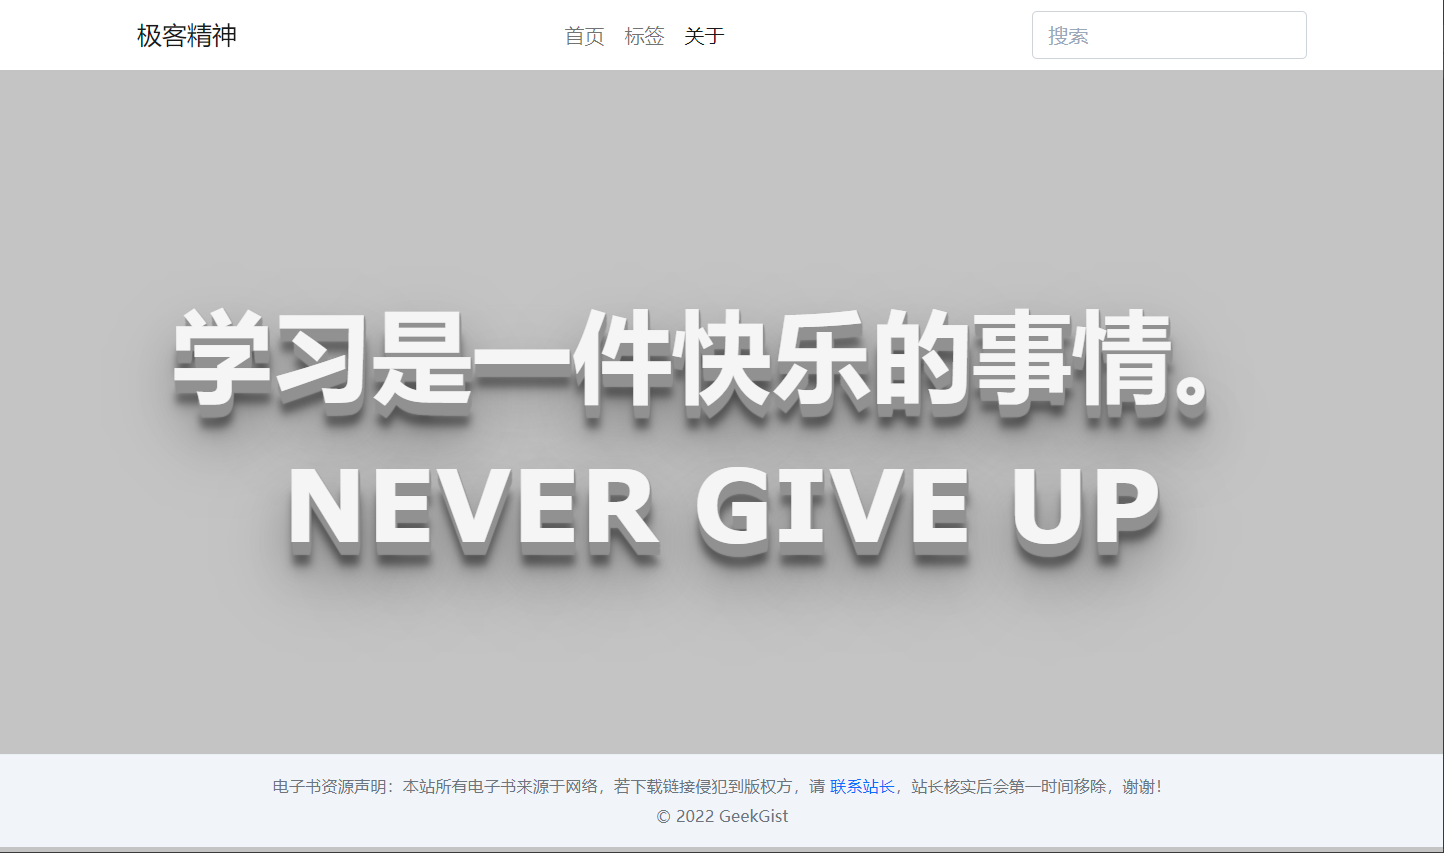 极客精神
首页 标签 关于
搜索
学习是一件快乐的事情。
NEVER GIVE UP
电子书资源声明：本站所有电子书来源于网络，若下载链接侵犯到版权方，请 联系站长，站长核实后会第一时间移除，谢谢！
© 2022 GeekGist